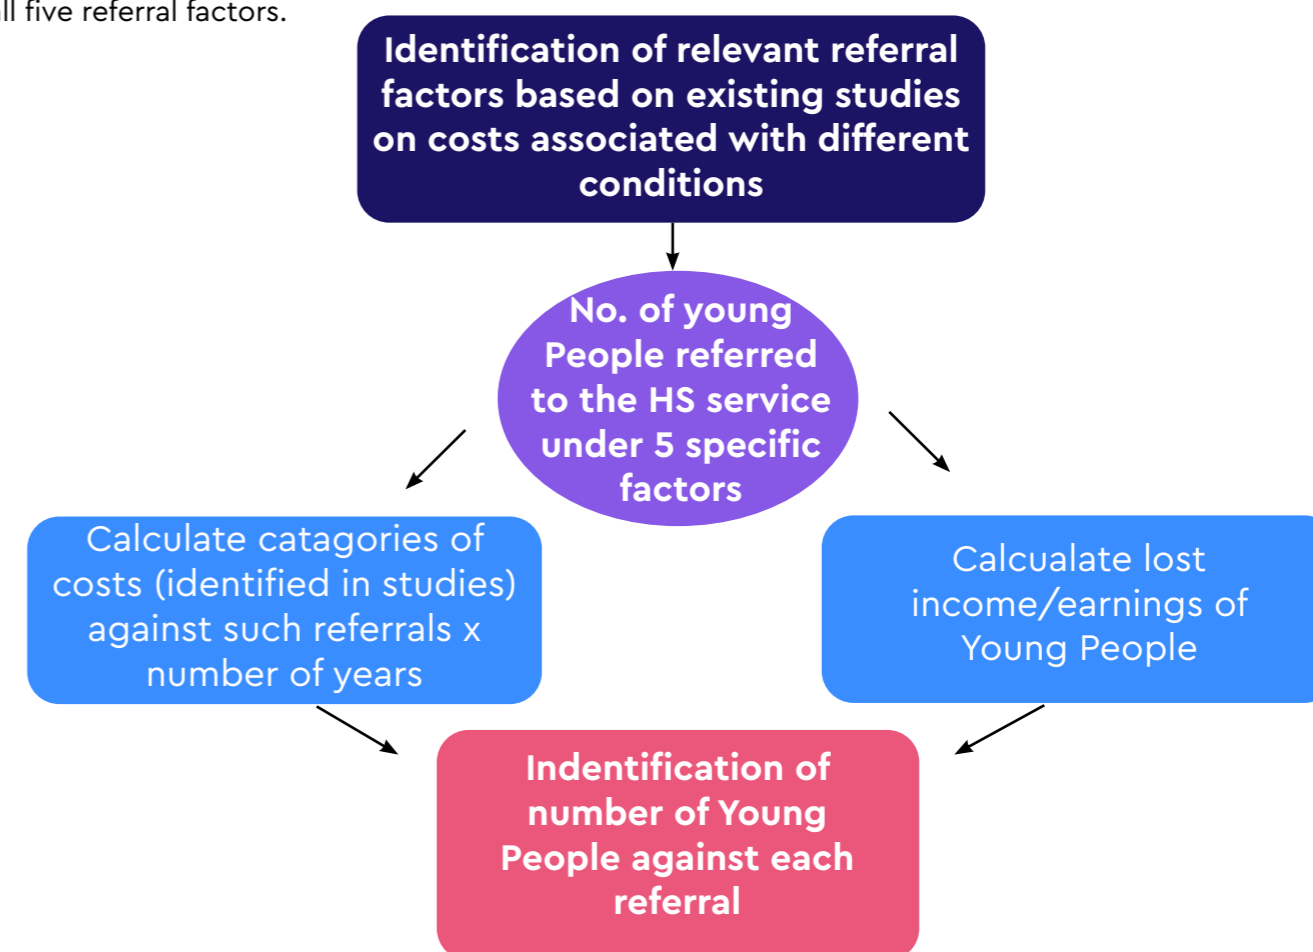 ll five referral factors.
Identification of relevant referral
factors based on existing studies
on costs associated with different
conditions
No. of young
People referred
to the HS service
under 5 specific
factors
Calculate catagories of
costs (identified in studies)
against such referrals x
number of years
Calcualate lost
income/earnings of
Young People
Indentification of
number of Young
People against each
referral